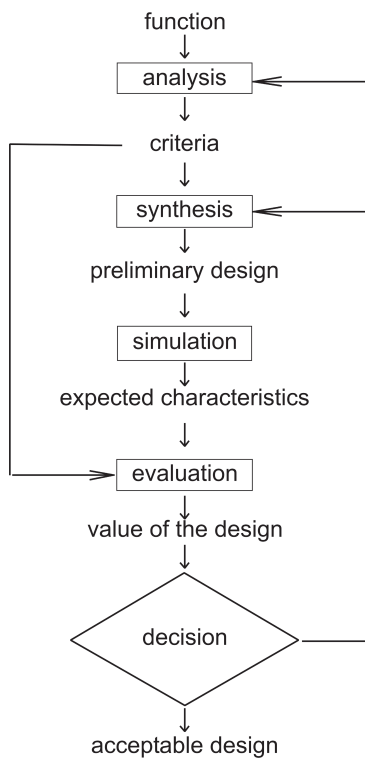 function
analysis
criteria
synthesis
preliminary design
simulation
expected characteristics
evaluation
value of the design
decision
acceptable design